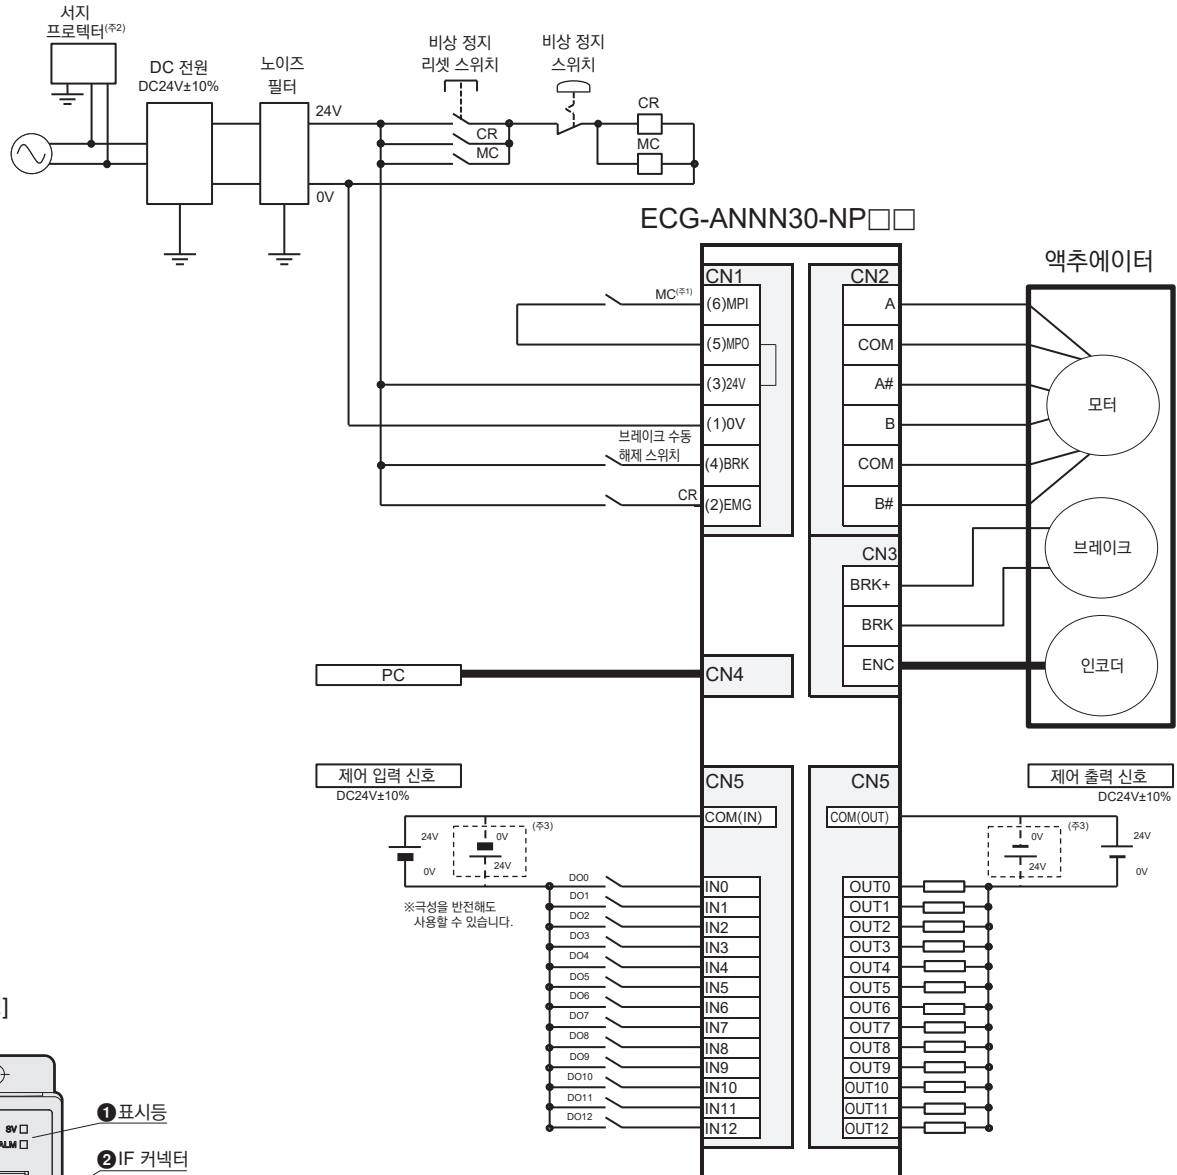 서지
프로텍터(주2)
DC 전원
DC24V±10%
노이즈
필터
비상 정지
리셋 스위치
비상 정지
스위치
24V
0V
CR
MC
CR
MC
ECG-ANNN30-NP□□
액추에이터
CN1
MC(주1)
(6)MPI
(5)MPO
(3)24V
(1)0V
브레이크 수동
해제 스위치
(4)BRK
CR
(2)EMG
CN2
A
COM
A#
B
COM
B#
모터
CN3
BRK+
BRK
ENC
브레이크
인코더
PC
CN4
제어 입력 신호
DC24V±10%
CN5
COM(IN)
24V
0V
0V
24V
(주3)
※극성을 반전해도
사용할 수 있습니다.
DO0
IN0
DO1
IN1
DO2
IN2
DO3
IN3
DO4
IN4
DO5
IN5
DO6
IN6
DO7
IN7
DO8
IN8
DO9
IN9
DO10
IN10
DO11
IN11
DO12
IN12
제어 출력 신호
DC24V±10%
CN5
COM(OUT)
0V
24V
(주3)
24V
0V
OUT0
OUT1
OUT2
OUT3
OUT4
OUT5
OUT6
OUT7
OUT8
OUT9
OUT10
OUT11
OUT12
]
SV
❶표시등
❷IF 커넥터